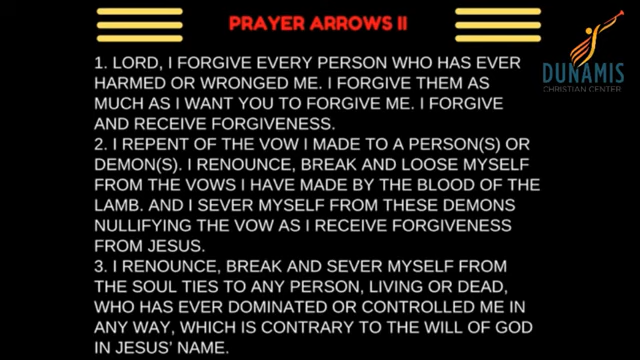 PRAYER ARROWS II
DUNAMIS
CHRISTIAN CENTER
1. LORD, I FORGIVE EVERY PERSON WHO HAS EVER
HARMED OR WRONGED ME. I FORGIVE THEM AS
MUCH AS I WANT YOU TO FORGIVE ME. I FORGIVE
AND RECEIVE FORGIVENESS.
2. I REPENT OF THE VOW I MADE TO A PERSON(S) OR
DEMON(S). I RENOUNCE, BREAK AND LOOSE MYSELF
FROM THE VOWS I HAVE MADE BY THE BLOOD OF THE
LAMB. AND I SEVER MYSELF FROM THESE DEMONS
NULLIFYING THE VOW AS I RECEIVE FORGIVENESS
FROM JESUS.
3. I RENOUNCE, BREAK AND SEVER MYSELF FROM
THE SOUL TIES TO ANY PERSON, LIVING OR DEAD,
WHO HAS EVER DOMINATED OR CONTROLLED ME IN
ANY WAY, WHICH IS CONTRARY TO THE WILL OF GOD
IN JESUS’ NAME.